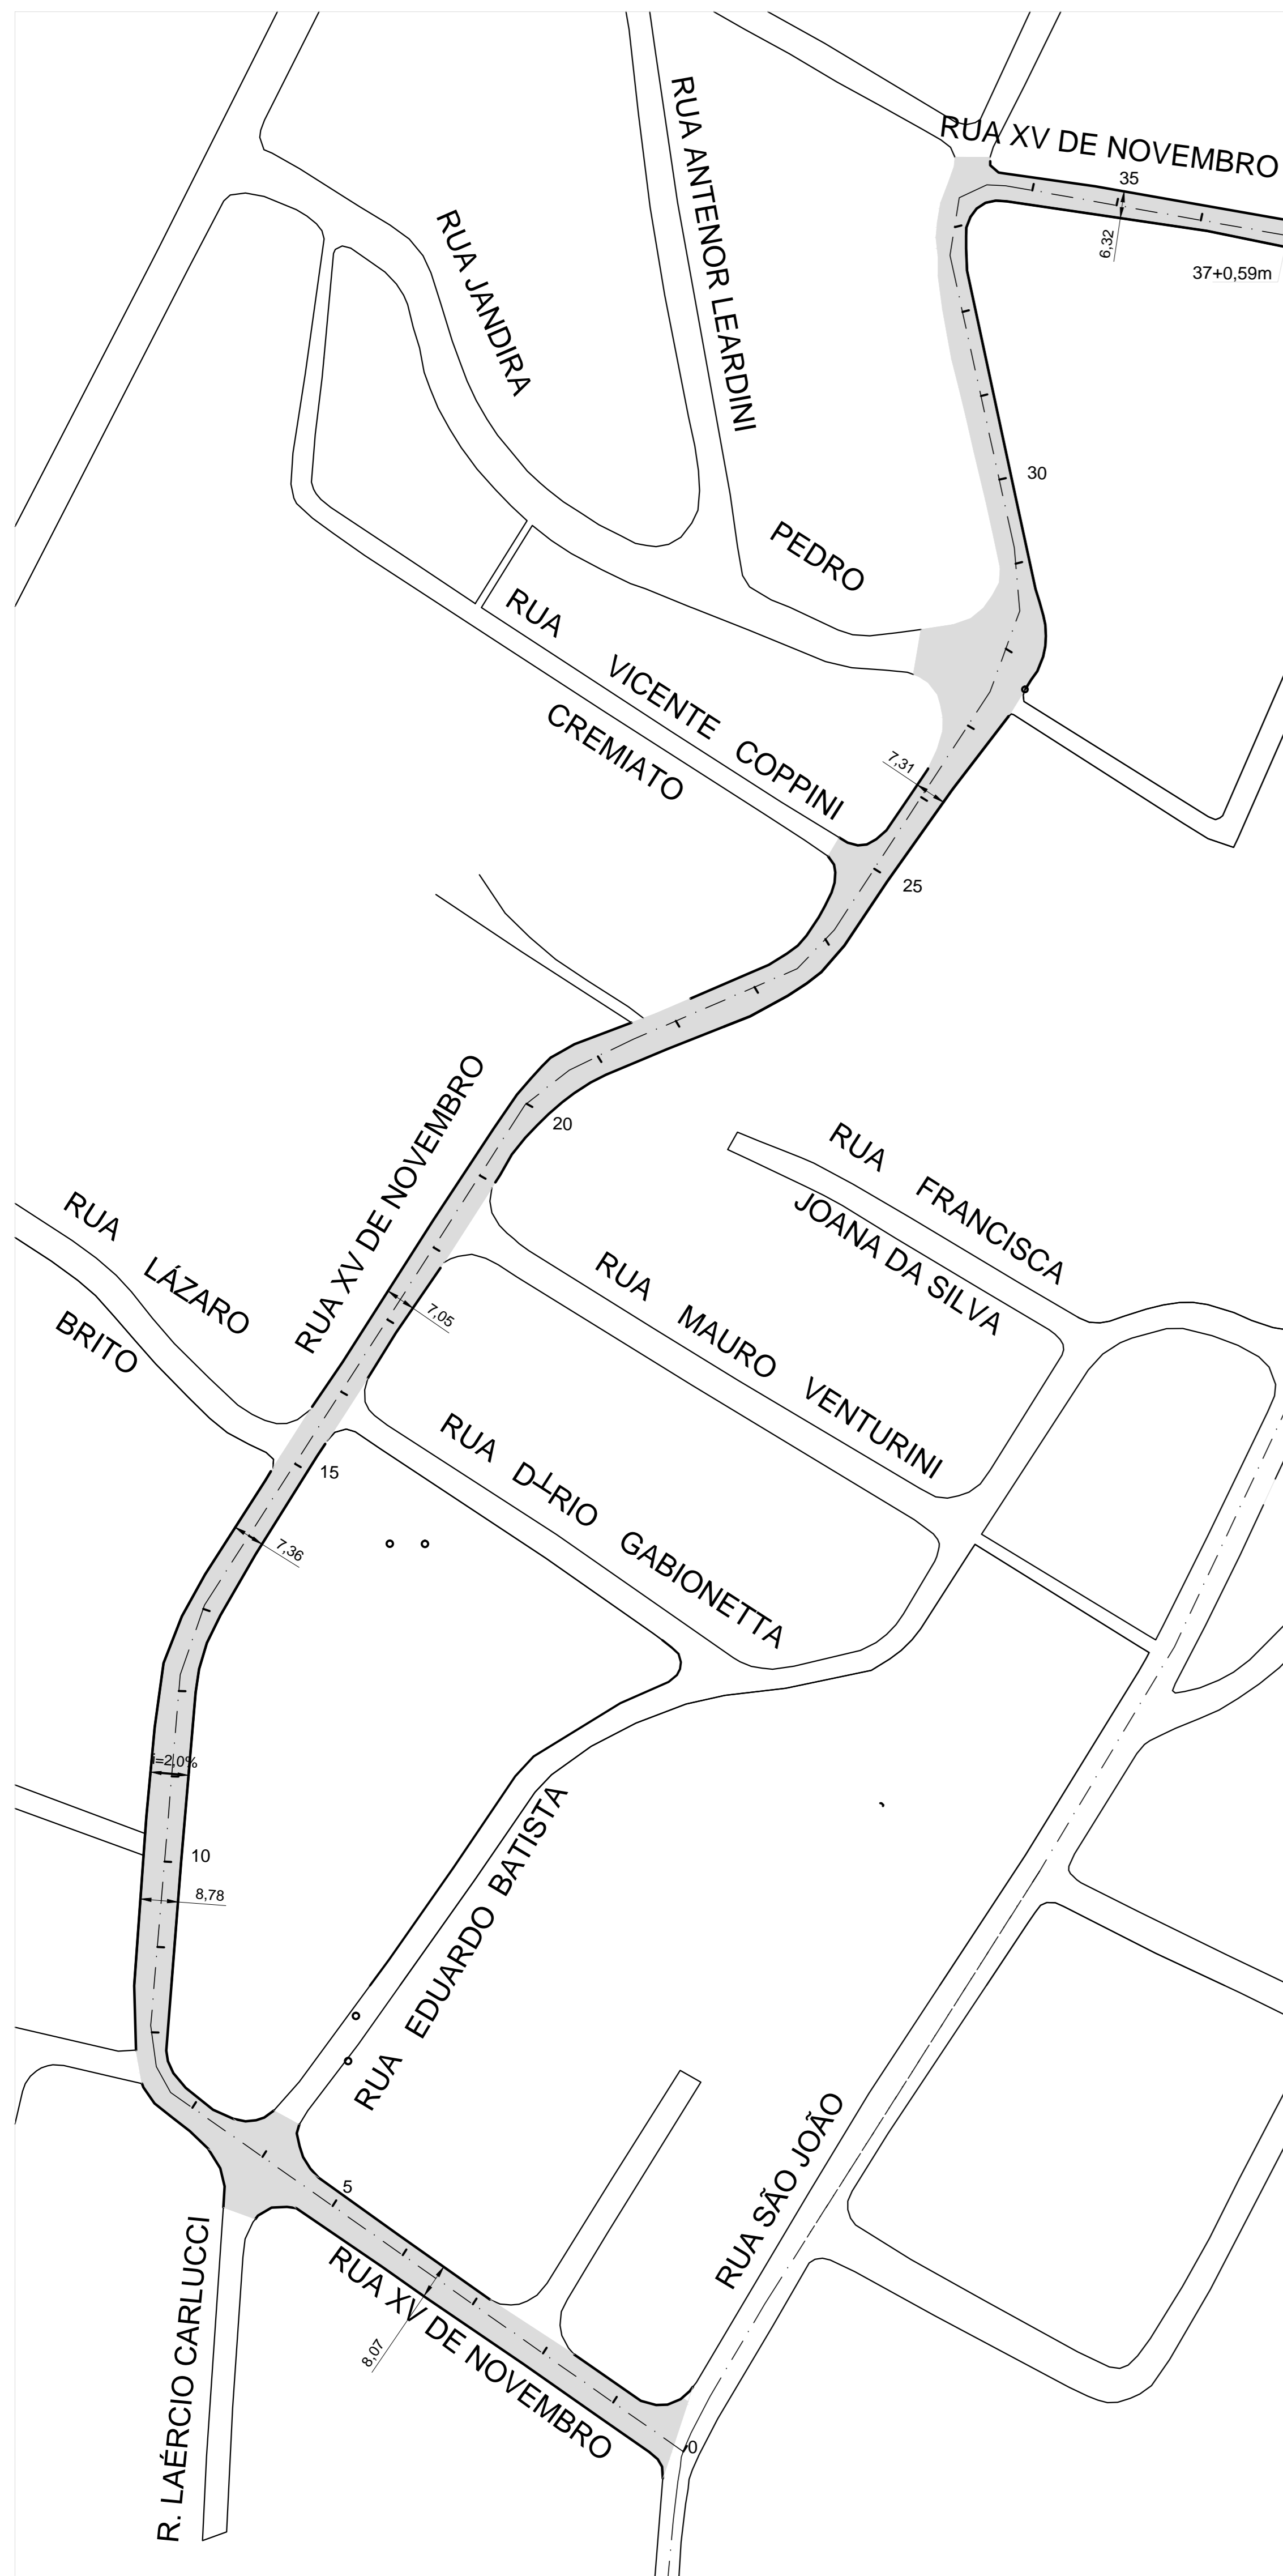 RUA XV DE NOVEMBRO
35
6,32
37+0,59m
RUA ANTENOR LEARDINI
RUA JANDIRA
30
PEDRO
RUA VICENTE COPPINI
CREMIATO
7,31
25
20
RUA XV DE NOVEMBRO
RUA FRANCISCA
JOANA DA SILVA
RUA LÁZARO
BRITO
RUA MAURO VENTURINI
7,05
RUA D┴RIO GABIONETTA
15
7,36
i=2,0%
10
8,78
RUA EDUARDO BATISTA
RUA SÃO JOÃO
5
R. LAÉRCIO CARLUCCI
RUA XV DE NOVEMBRO
8,07
0